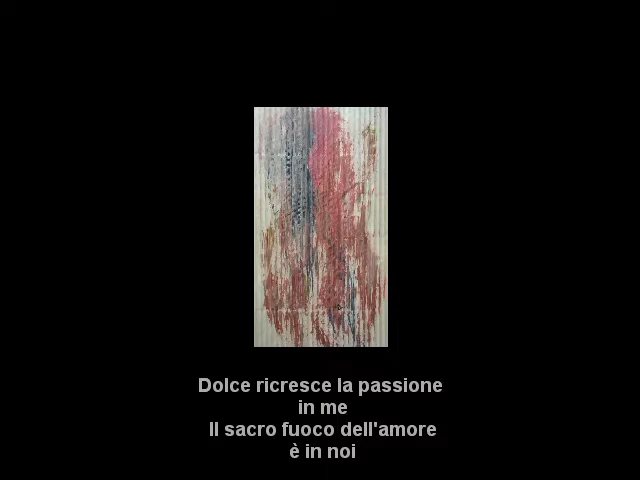 Dolce ricresce la passione
in me
Il sacro fuoco dell'amore
è in noi